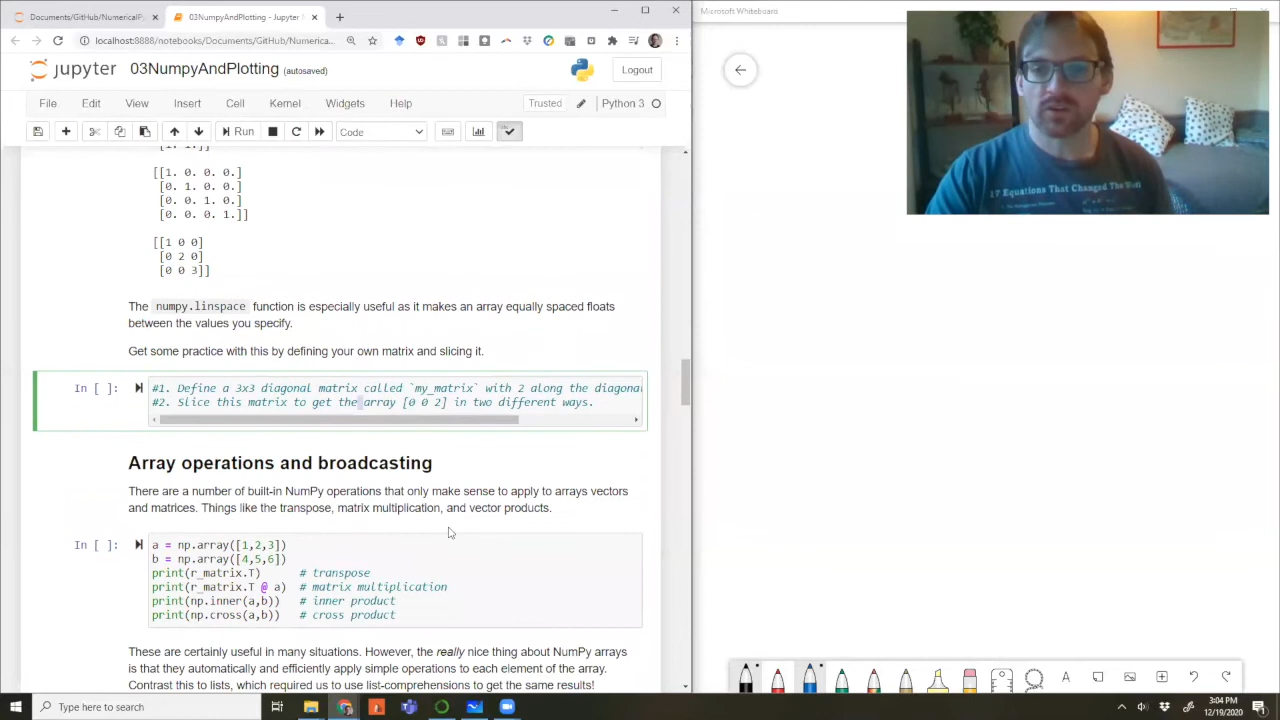 Documents/GitHub/NumericalPy
03NumpyAndPlotting - Jupyter
Microsoft Whiteboard
localhost:8888/notebooks/Documents/GitHub/Numerica...
jupyter 03NumpyAndPlotting (autosaved)
Logout
File Edit View Insert Cell Kernel Widgets Help
Trusted
Python 3
Run
Code
[[1. 0. 0. 0.]
[0. 1. 0. 0.]
[0. 0. 1. 0.]
[0. 0. 0. 1.]]
[[1 0 0]
[0 2 0]
[0 0 3]]
The numpy.linspace function is especially useful as it makes an array equally spaced floats
between the values you specify.
Get some practice with this by defining your own matrix and slicing it.
In [ ]:
#1. Define a 3x3 diagonal matrix called `my_matrix` with 2 along the diagona
#2. Slice this matrix to get the array [0 0 2] in two different ways.
Array operations and broadcasting
There are a number of built-in NumPy operations that only make sense to apply to arrays vectors
and matrices. Things like the transpose, matrix multiplication, and vector products.
In [ ]:
a = np.array([1,2,3])
b = np.array([4,5,6])
print(r_matrix.T) # transpose
print(r_matrix.T @ a) # matrix multiplication
print(np.inner(a,b)) # inner product
print(np.cross(a,b)) # cross product
These are certainly useful in many situations. However, the really nice thing about NumPy arrays
is that they automatically and efficiently apply simple operations to each element of the array.
Contrast this to lists, which required us to use list-comprehensions to get the same results!
17 Equations That Changed The World
Type here to search
3:04 PM
12/19/2020